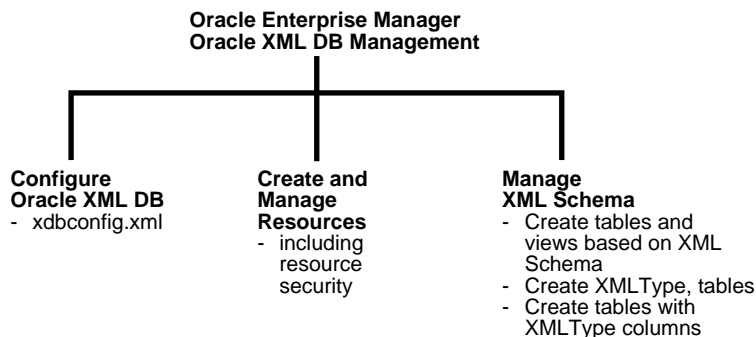 Oracle Enterprise Manager
Oracle XML DB Management
Configure
Oracle XML DB
- xdbconfig.xml
Create and
Manage
Resources
- including
resource
security
Manage
XML Schema
- Create tables and
views based on XML
Schema
- Create XMLType, tables
- Create tables with
XMLType columns